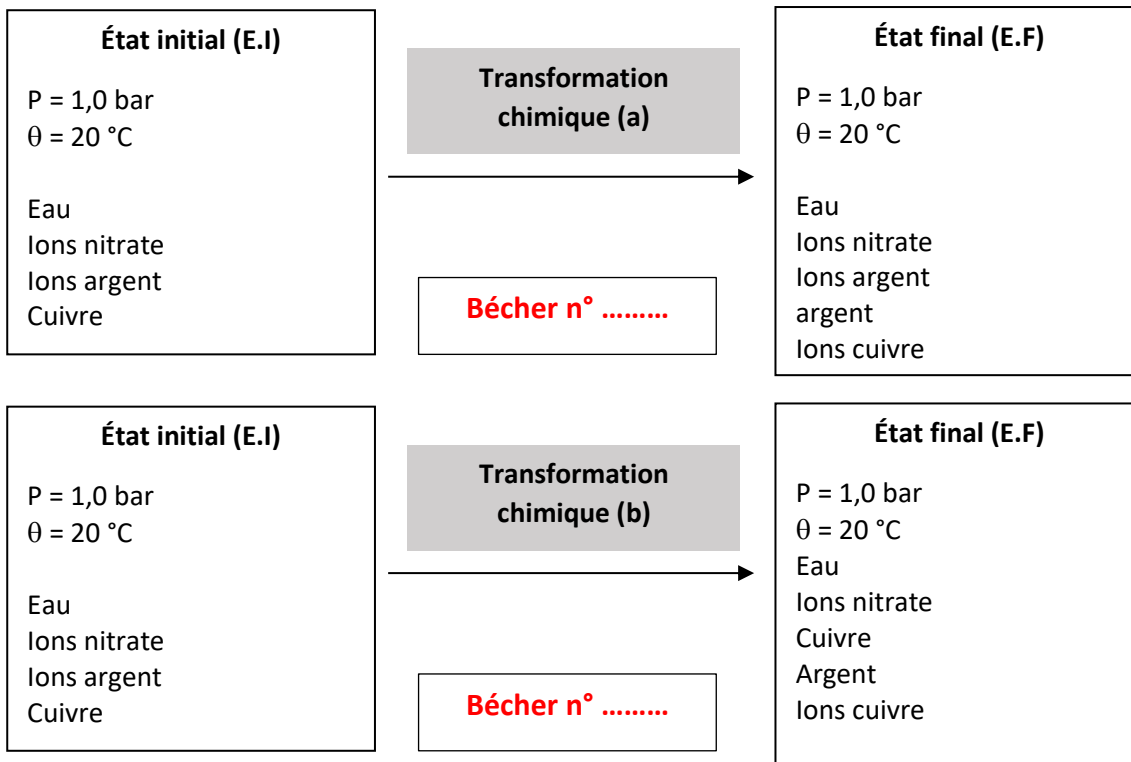 État initial (E.I)
P = 1,0 bar
θ = 20 °C
Eau
Ions nitrate
Ions argent
Cuivre
Transformation
chimique (a)
Bécher n° .........
État final (E.F)
P = 1,0 bar
θ = 20 °C
Eau
Ions nitrate
Ions argent
argent
Ions cuivre
État initial (E.I)
P = 1,0 bar
θ = 20 °C
Eau
Ions nitrate
Ions argent
Cuivre
Transformation
chimique (b)
Bécher n° .........
État final (E.F)
P = 1,0 bar
θ = 20 °C
Eau
Ions nitrate
Cuivre
Argent
Ions cuivre